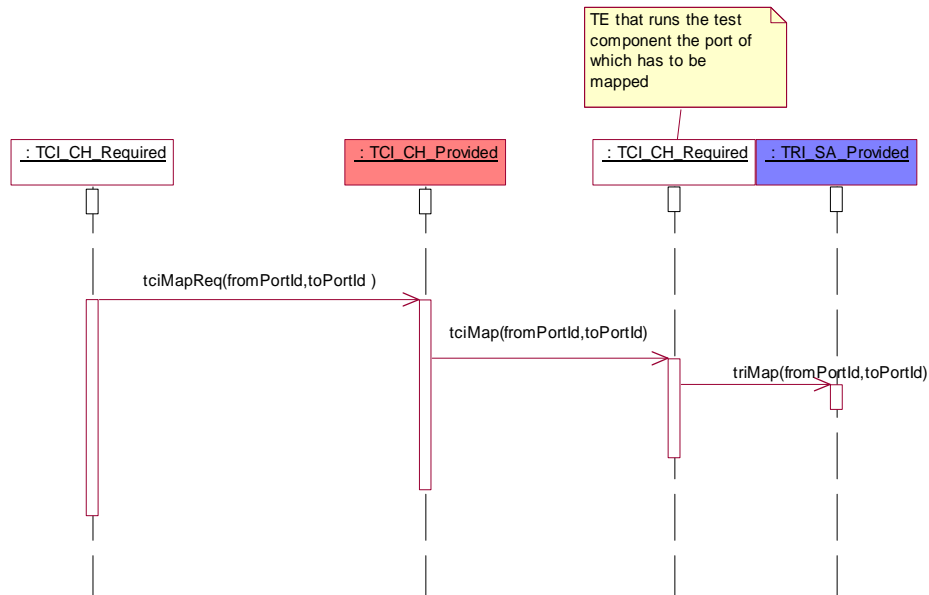 TE that runs the test
component the port of
which has to be
mapped
: TCI_CH_Required
: TCI_CH_Provided
: TCI_CH_Required
: TRI_SA_Provided
tciMapReq(fromPortId,toPortId )
tciMap(fromPortId,toPortId)
triMap(fromPortId,toPortId)